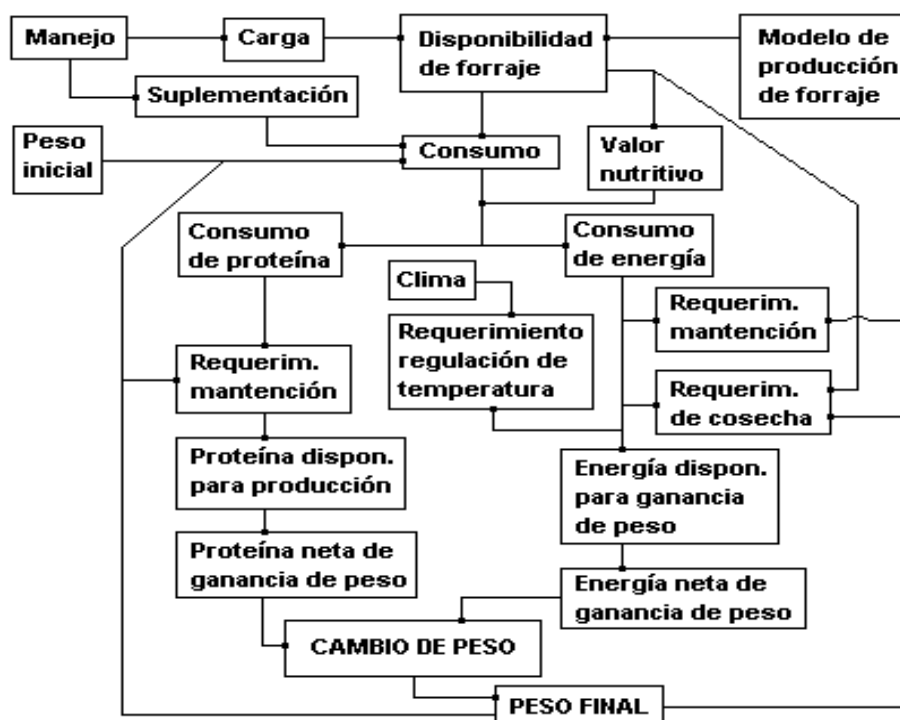 Manejo
Carga
Disponibilidad
de forraje
Modelo de
producción
de forraje
Suplementación
Peso
inicial
Consumo
Valor
nutritivo
Consumo
de proteína
Consumo
de energía
Clima
Requerimiento
regulación de
temperatura
Requerim.
mantención
Requerim.
mantención
Requerim.
de cosecha
Proteína dispon.
para producción
Energía dispon.
para ganancia
de peso
Proteína neta de
ganancia de peso
Energía neta de
ganancia de peso
CAMBIO DE PESO
PESO FINAL